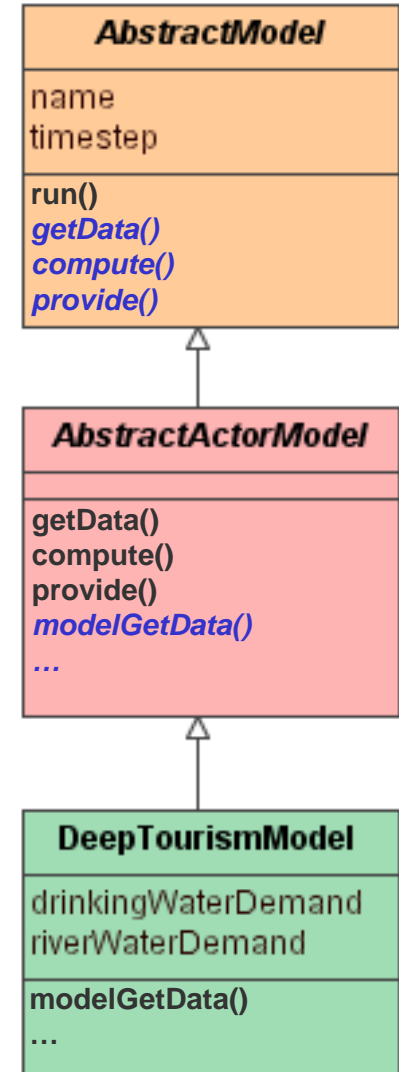 AbstractModel
name
timestep
run()
getData()
compute()
provide()
AbstractActorModel
getData()
compute()
provide()
modelGetData()
...
DeepTourismModel
drinkingWaterDemand
riverWaterDemand
modelGetData()
...